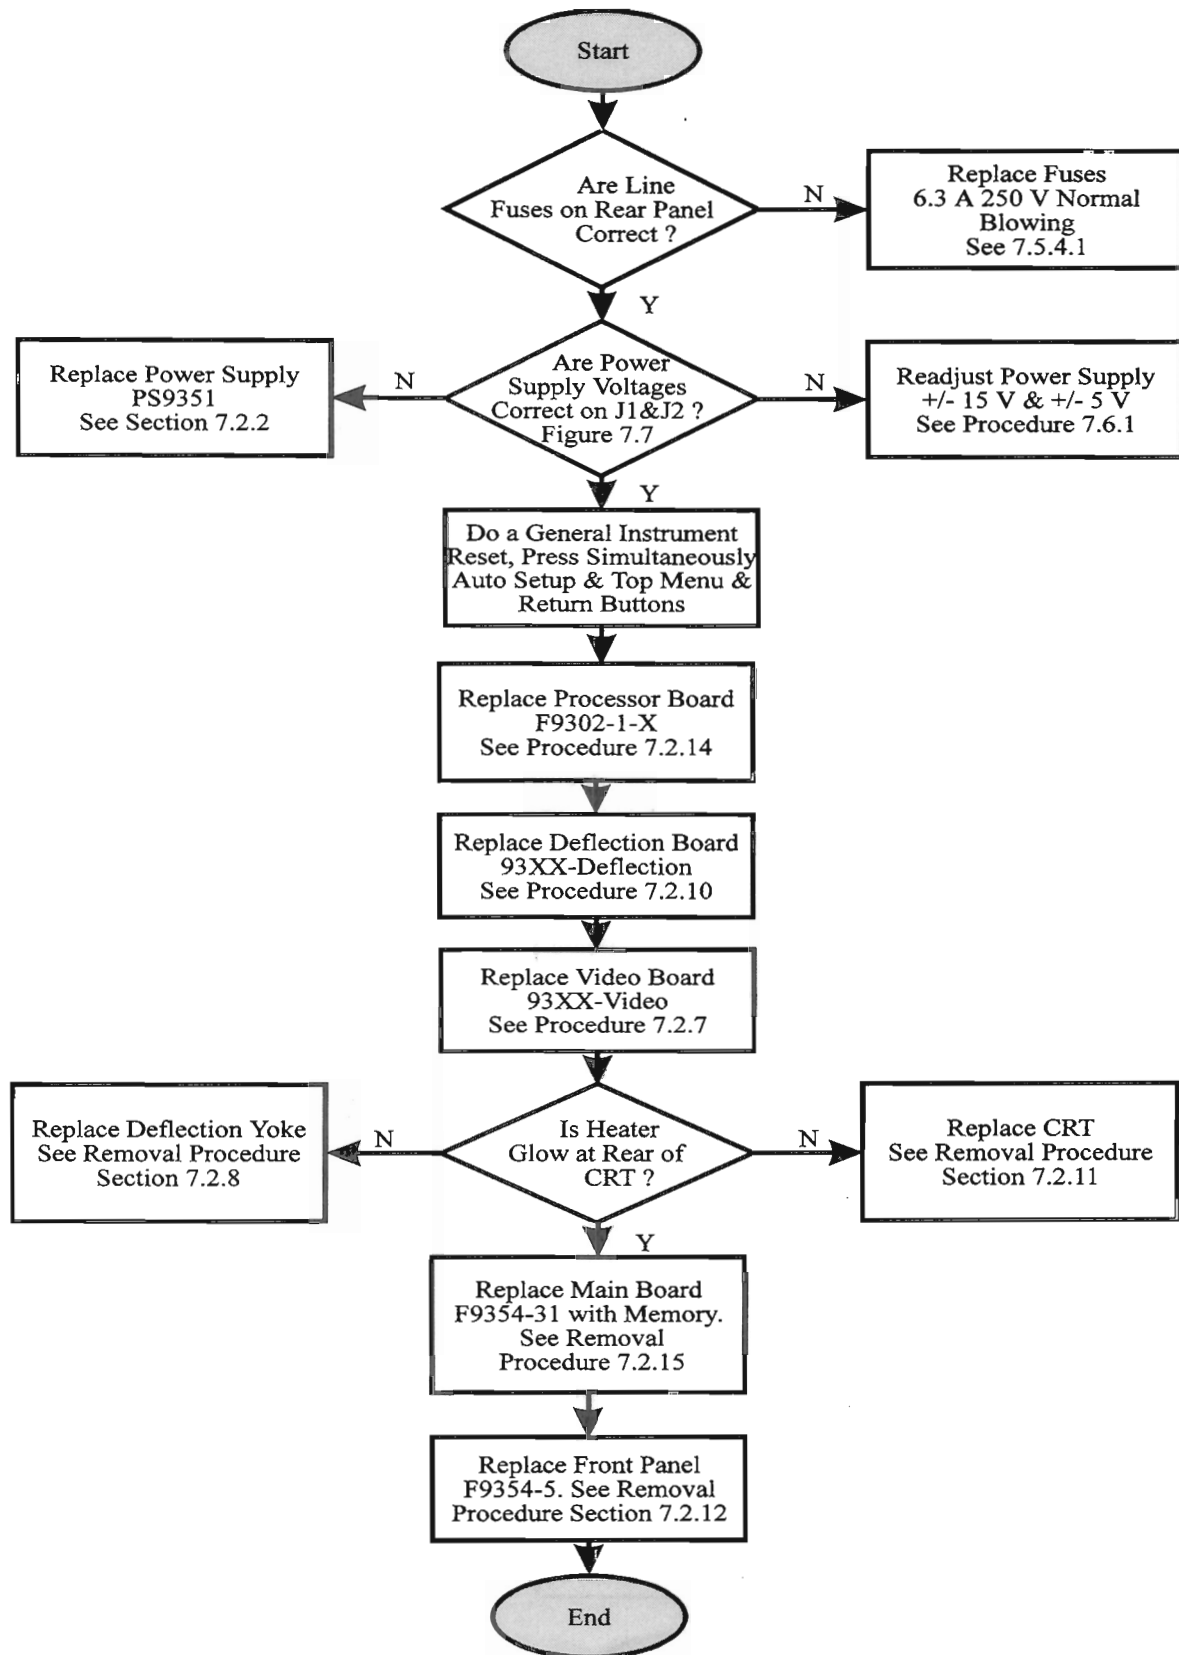 Start
Are Line
Fuses on Rear Panel
Correct ?
N
Replace Fuses
6.3 A 250 V Normal
Blowing
See 7.5.4.1
Y
Replace Power Supply
PS9351
See Section 7.2.2
N
Are Power
Supply Voltages
Correct on J1&J2 ?
Figure 7.7
N
Readjust Power Supply
+/- 15 V & +/- 5 V
See Procedure 7.6.1
Y
Do a General Instrument
Reset, Press Simultaneously
Auto Setup & Top Menu &
Return Buttons
Replace Processor Board
F9302-1-X
See Procedure 7.2.14
Replace Deflection Board
93XX-Deflection
See Procedure 7.2.10
Replace Video Board
93XX-Video
See Procedure 7.2.7
Replace Deflection Yoke
See Removal Procedure
Section 7.2.8
N
Is Heater
Glow at Rear of
CRT ?
N
Replace CRT
See Removal Procedure
Section 7.2.11
Y
Replace Main Board
F9354-31 with Memory.
See Removal
Procedure 7.2.15
Replace Front Panel
F9354-5. See Removal
Procedure Section 7.2.12
End